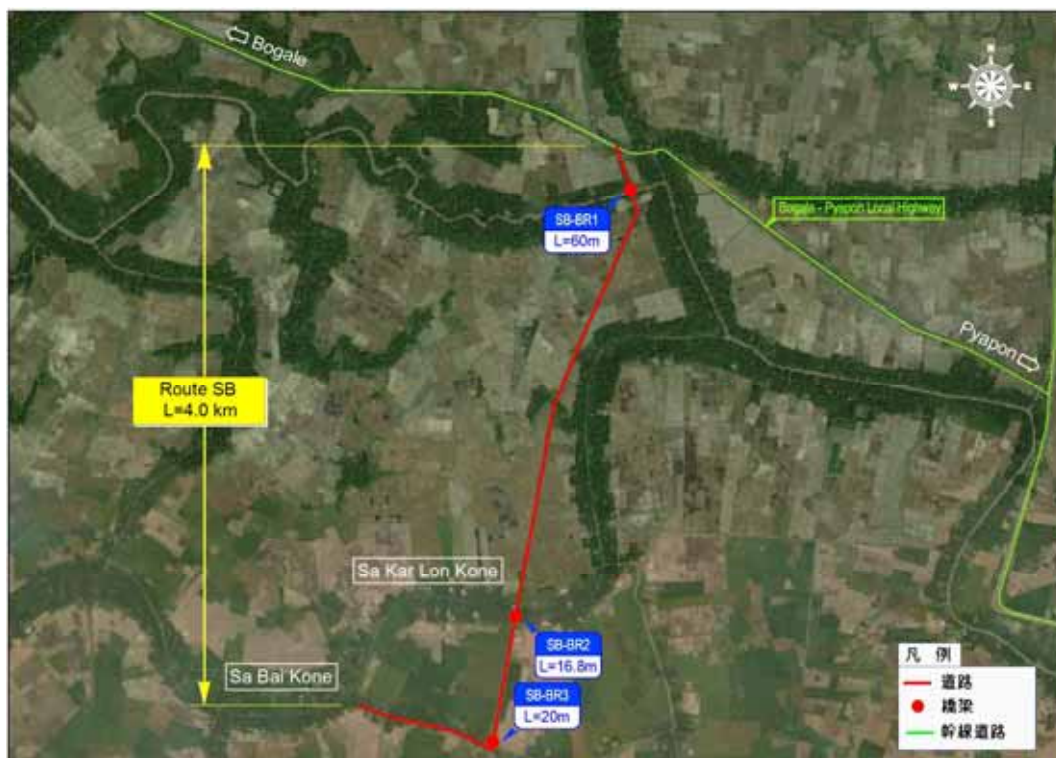 Bogale
N
W
E
S
SB-BR1
L=60m
Bogale - Pyapon Local Highway
Pyapon
Route SB
L=4.0 km
Sa Kar Lon Kone
SB-BR2
L=16.8m
Sa Bai Kone
SB-BR3
L=20m
凡 例
道路
橋梁
幹線道路